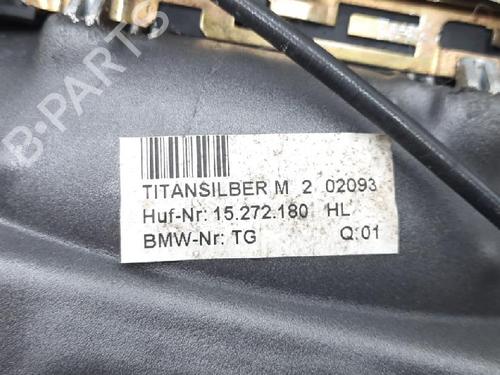 B-PARTS
TITANSILBER M 2 02093
Huf-Nr: 15.272.180 HL
BMW-Nr: TG Q:01